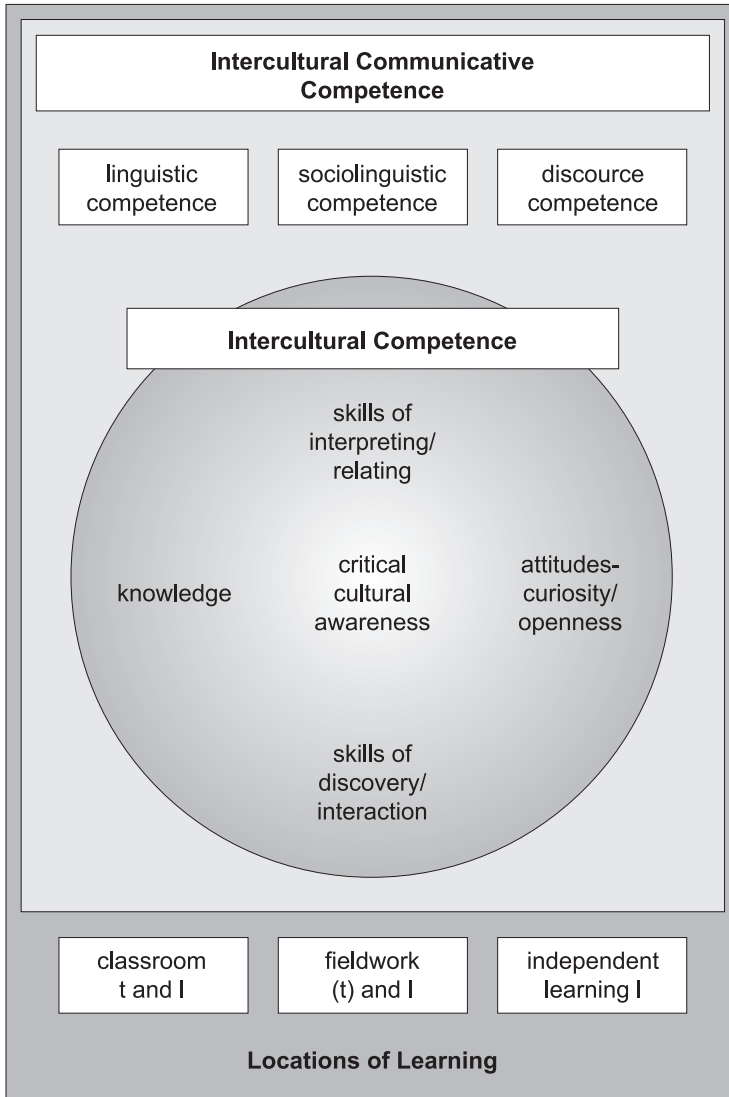 Intercultural Communicative
Competence
linguistic
competence
sociolinguistic
competence
discource
competence
Intercultural Competence
skills of
interpreting/
relating
knowledge
critical
cultural
awareness
attitudes-
curiosity/
openness
skills of
discovery/
interaction
classroom
t and l
fieldwork
(t) and l
independent
learning l
Locations of Learning